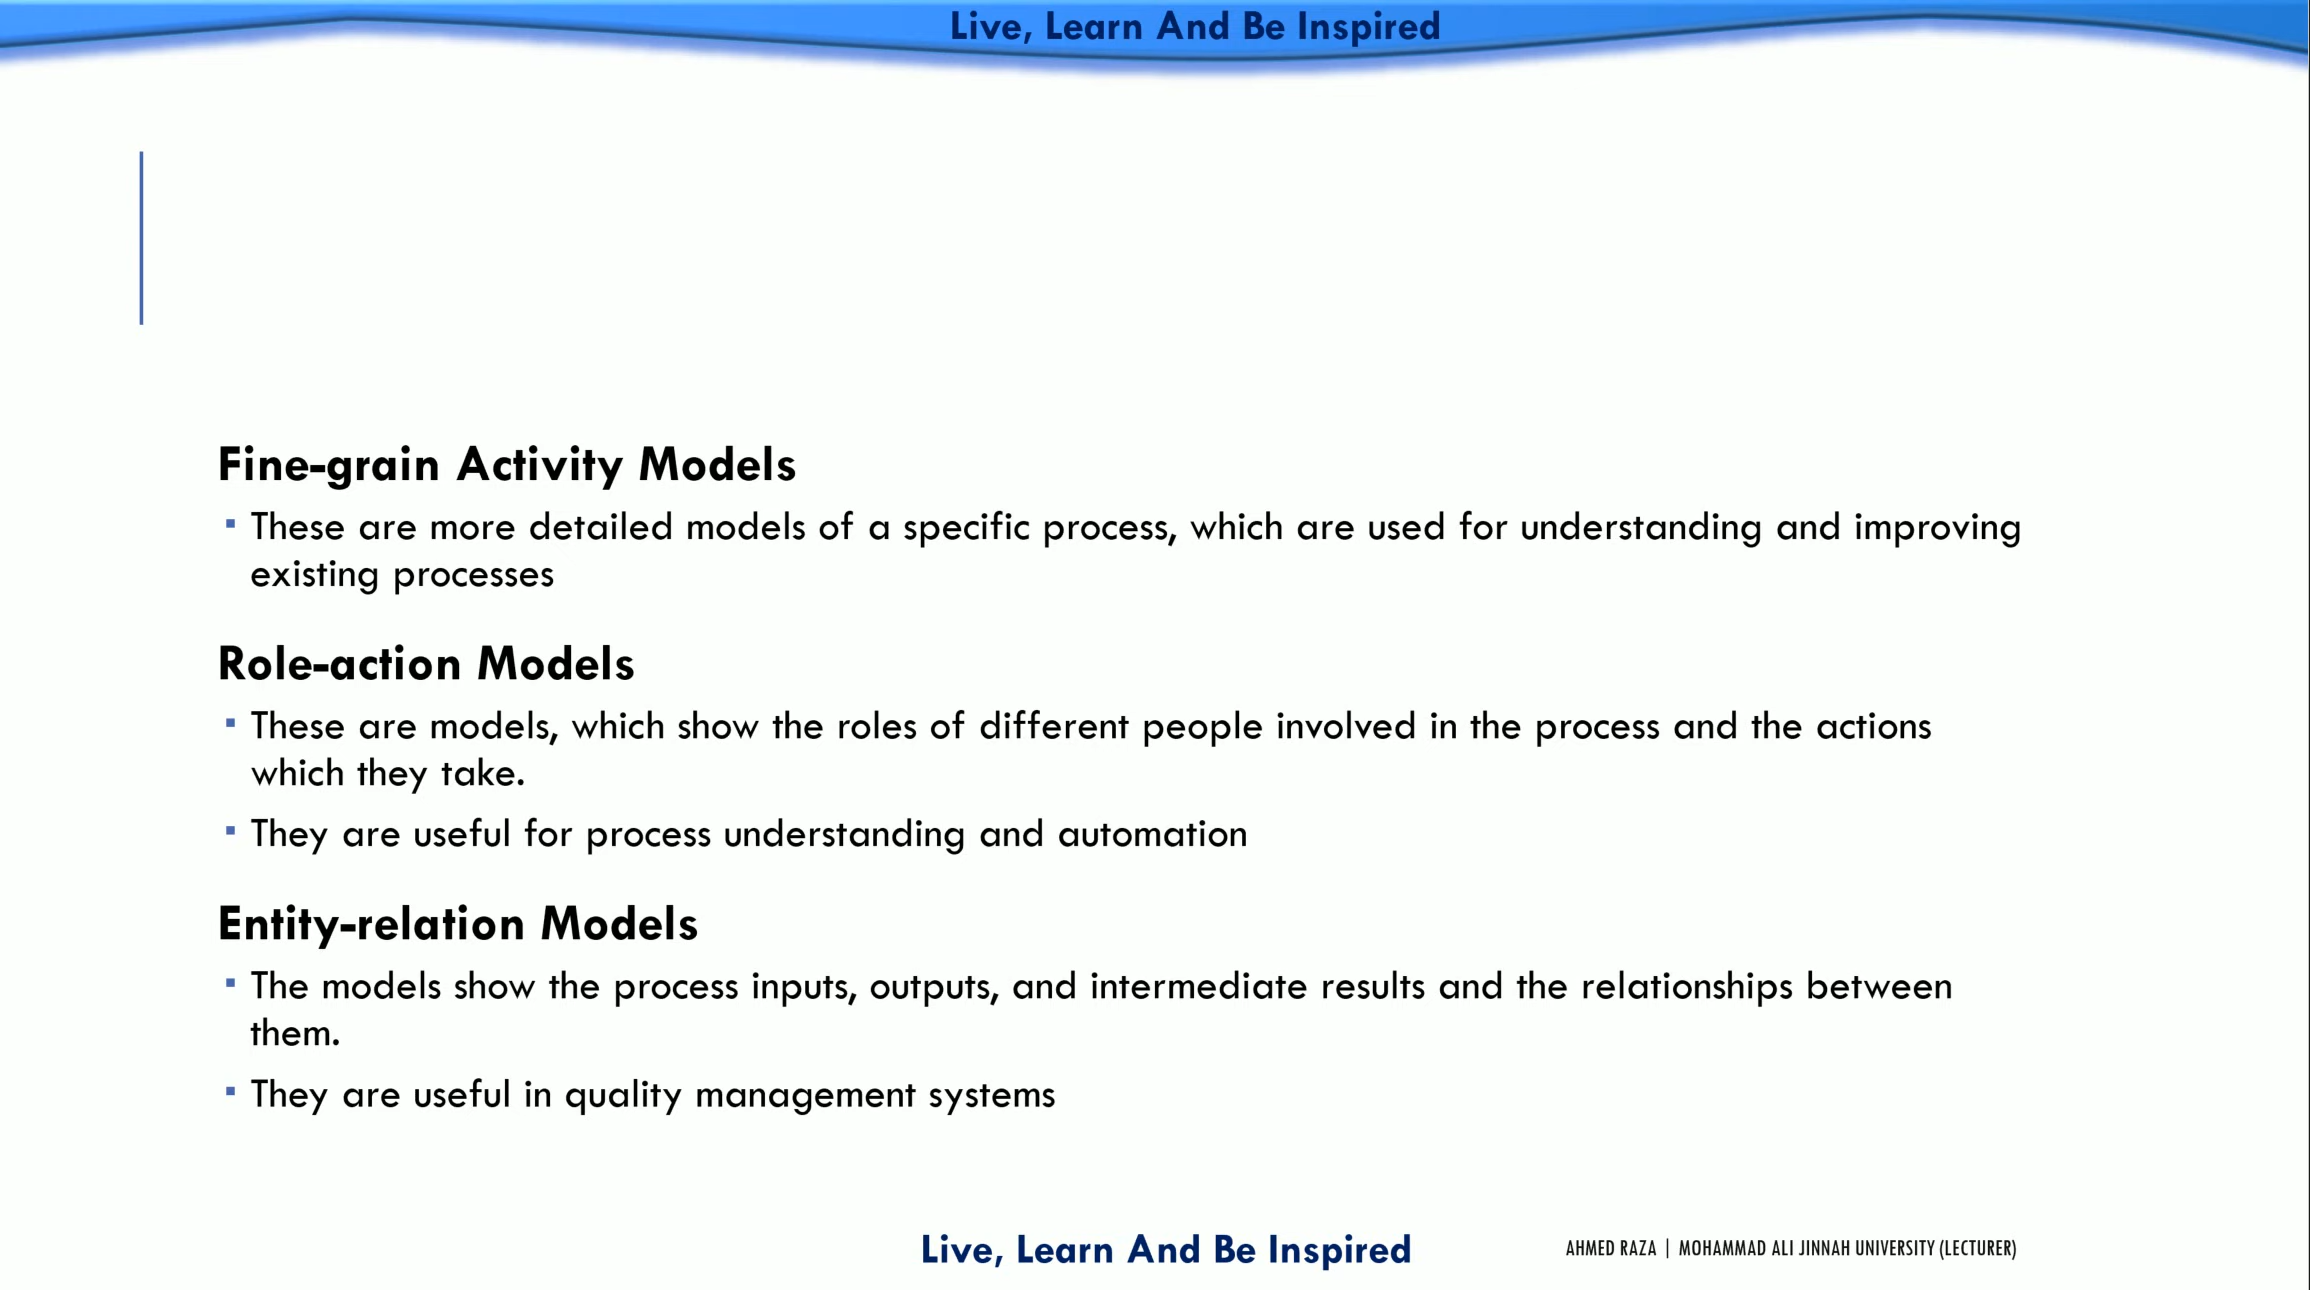 Live, Learn And Be Inspired
Fine-grain Activity Models
▪ These are more detailed models of a specific process, which are used for understanding and improving
existing processes
Role-action Models
▪ These are models, which show the roles of different people involved in the process and the actions
which they take.
▪ They are useful for process understanding and automation
Entity-relation Models
▪ The models show the process inputs, outputs, and intermediate results and the relationships between
them.
▪ They are useful in quality management systems
Live, Learn And Be Inspired
AHMED RAZA | MOHAMMAD ALI JINNAH UNIVERSITY (LECTURER)